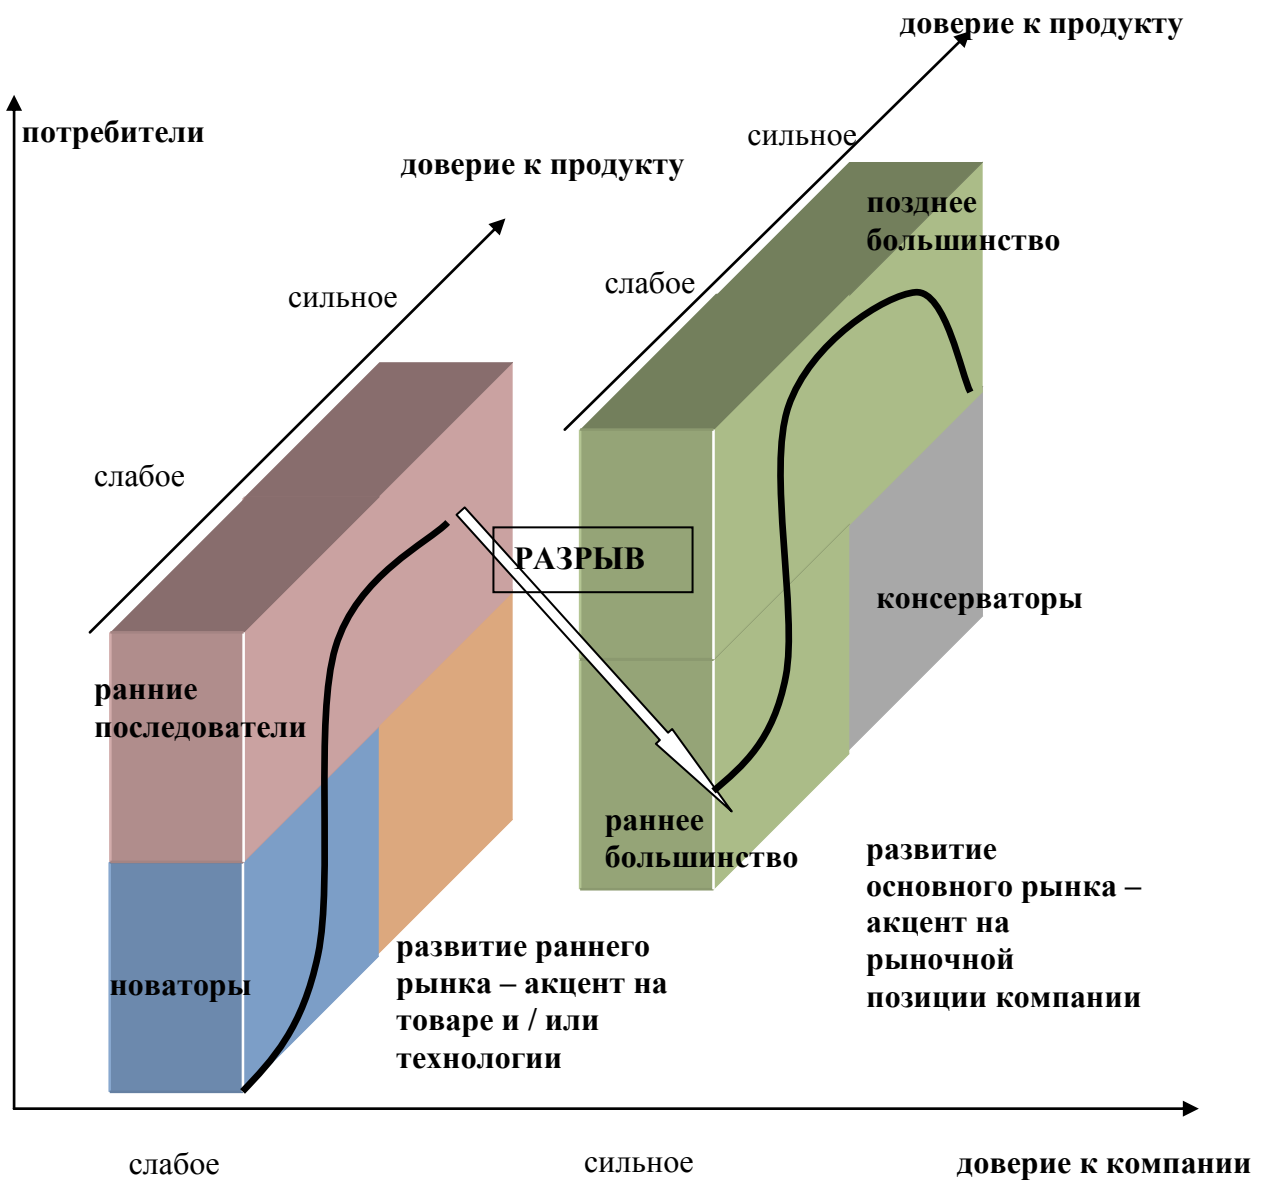 доверие к продукту
потребители
сильное
доверие к продукту
позднее
большинство
слабое
сильное
слабое
РАЗРЫВ
консерваторы
ранние
последователи
раннее
большинство
развитие
основного рынка –
акцент на
рыночной
позиции компании
новаторы
развитие раннего
рынка – акцент на
товаре и / или
технологии
слабое
сильное
доверие к компании